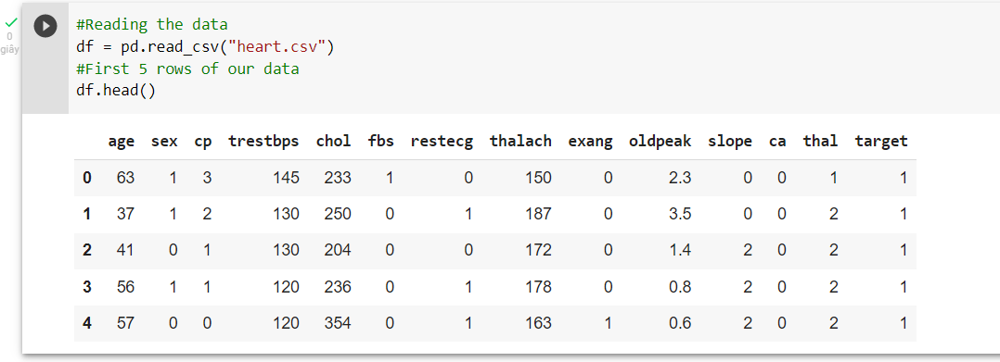 #Reading the data
0
df = pd.read_csv("heart.csv")
giây
#First 5 rows of our data
df.head()
age sex cp trestbps chol fbs restecg thalach exang oldpeak slope ca thal target
0 63 1 3 145 233 1 0 150 0 2.3 0 0 1 1
1 37 1 2 130 250 0 1 187 0 3.5 0 0 2 1
2 41 0 1 130 204 0 0 172 0 1.4 2 0 2 1
3 56 1 1 120 236 0 1 178 0 0.8 2 0 2 1
4 57 0 0 120 354 0 1 163 1 0.6 2 0 2 1